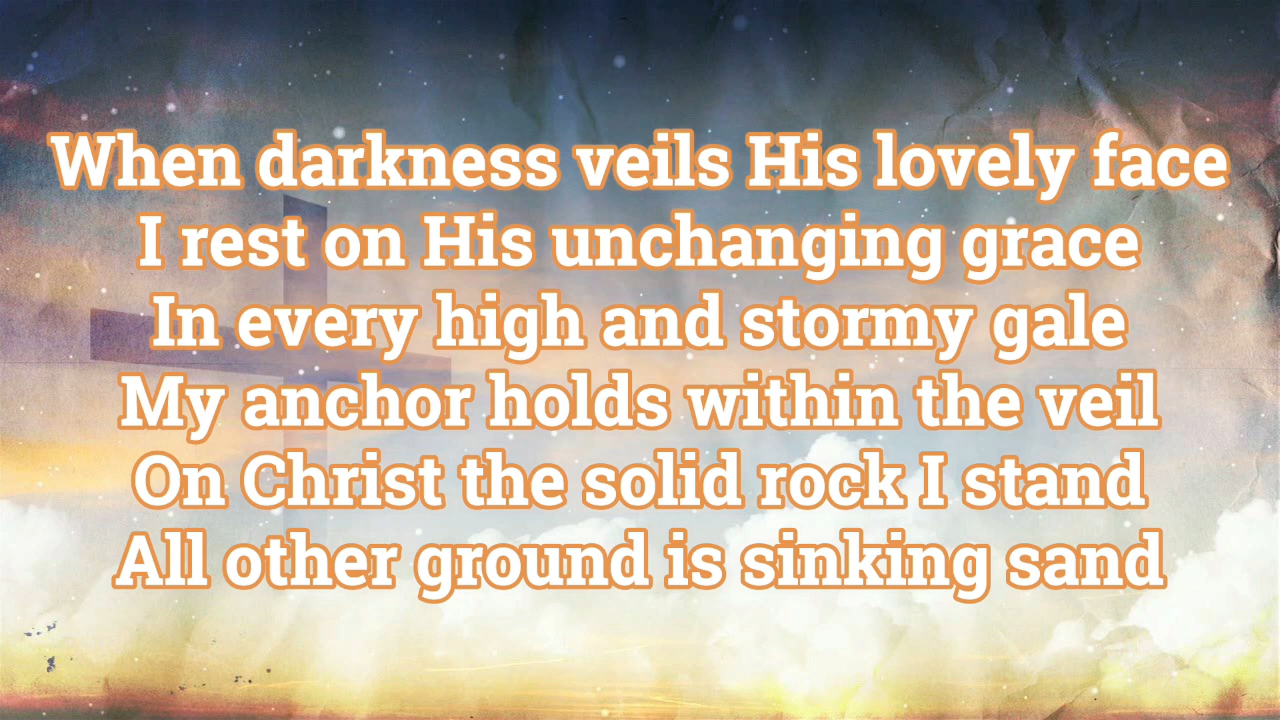 When darkness veils His lovely face
I rest on His unchanging grace
In every high and stormy gale
My anchor holds within the veil
On Christ the solid rock I stand
All other ground is sinking sand